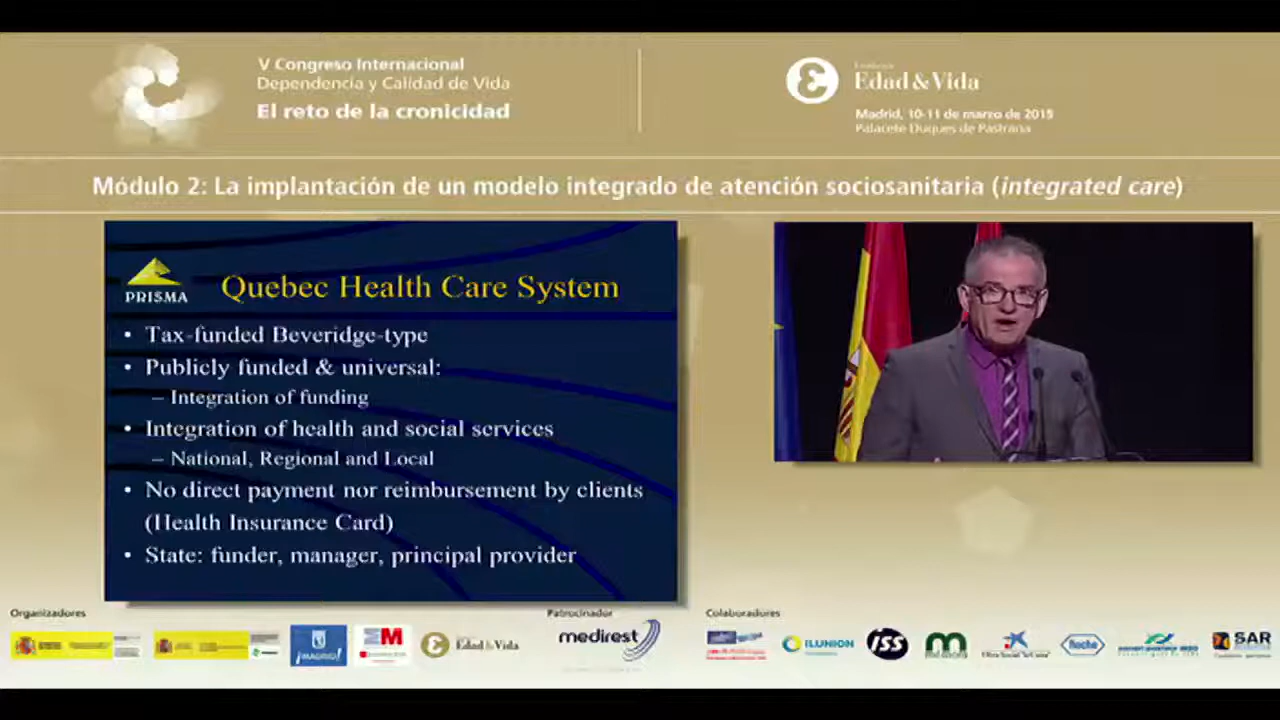 V Congreso Internacional
Dependencia y Calidad de Vida
El reto de la cronicidad
Edad&Vida
Madrid, 10-11 de marzo de 2015
Palacete Duques de Pastrana
Módulo 2: La implantación de un modelo integrado de atención sociosanitaria (integrated care)
PRISMA
Quebec Health Care System
• Tax-funded Beveridge-type
• Publicly funded & universal:
– Integration of funding
• Integration of health and social services
– National, Regional and Local
• No direct payment nor reimbursement by clients
(Health Insurance Card)
• State: funder, manager, principal provider
Organizadores
Patrocinador
Colaboradores
¡MADRID!
Edad&Vida
medirest
ILUNION
iss
Roche
SAR